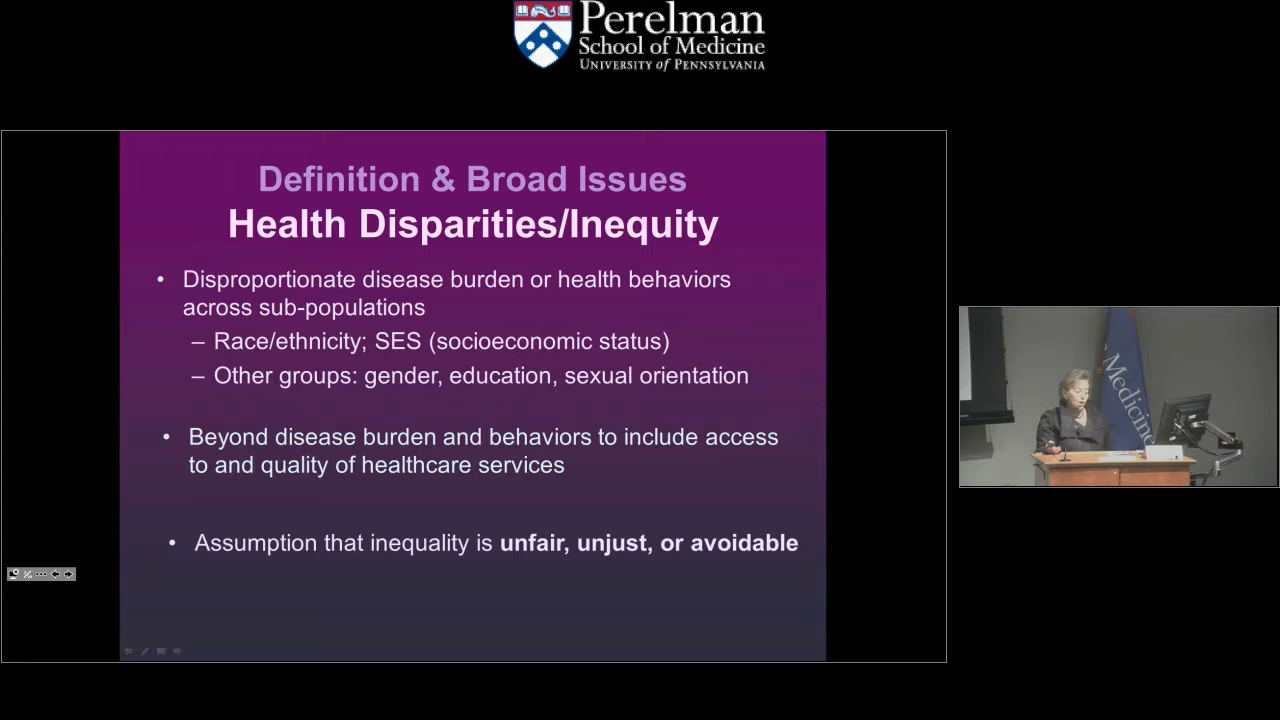 Perelman
School of Medicine
UNIVERSITY of PENNSYLVANIA
Definition & Broad Issues
Health Disparities/Inequity
• Disproportionate disease burden or health behaviors
across sub-populations
– Race/ethnicity; SES (socioeconomic status)
– Other groups: gender, education, sexual orientation
• Beyond disease burden and behaviors to include access
to and quality of healthcare services
• Assumption that inequality is unfair, unjust, or avoidable
Medicine